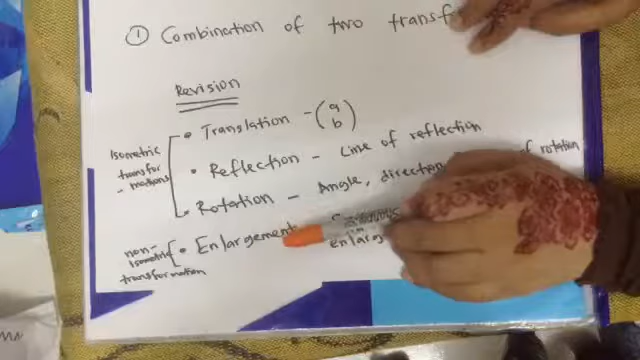 ① Combination of two transf
Revision
Isometric transfor-mations
• Translation - (a b)
• Reflection - Line of reflection
• Rotation - Angle, direction of rotation
non-Isometric transformation
• Enlargement
enlarg